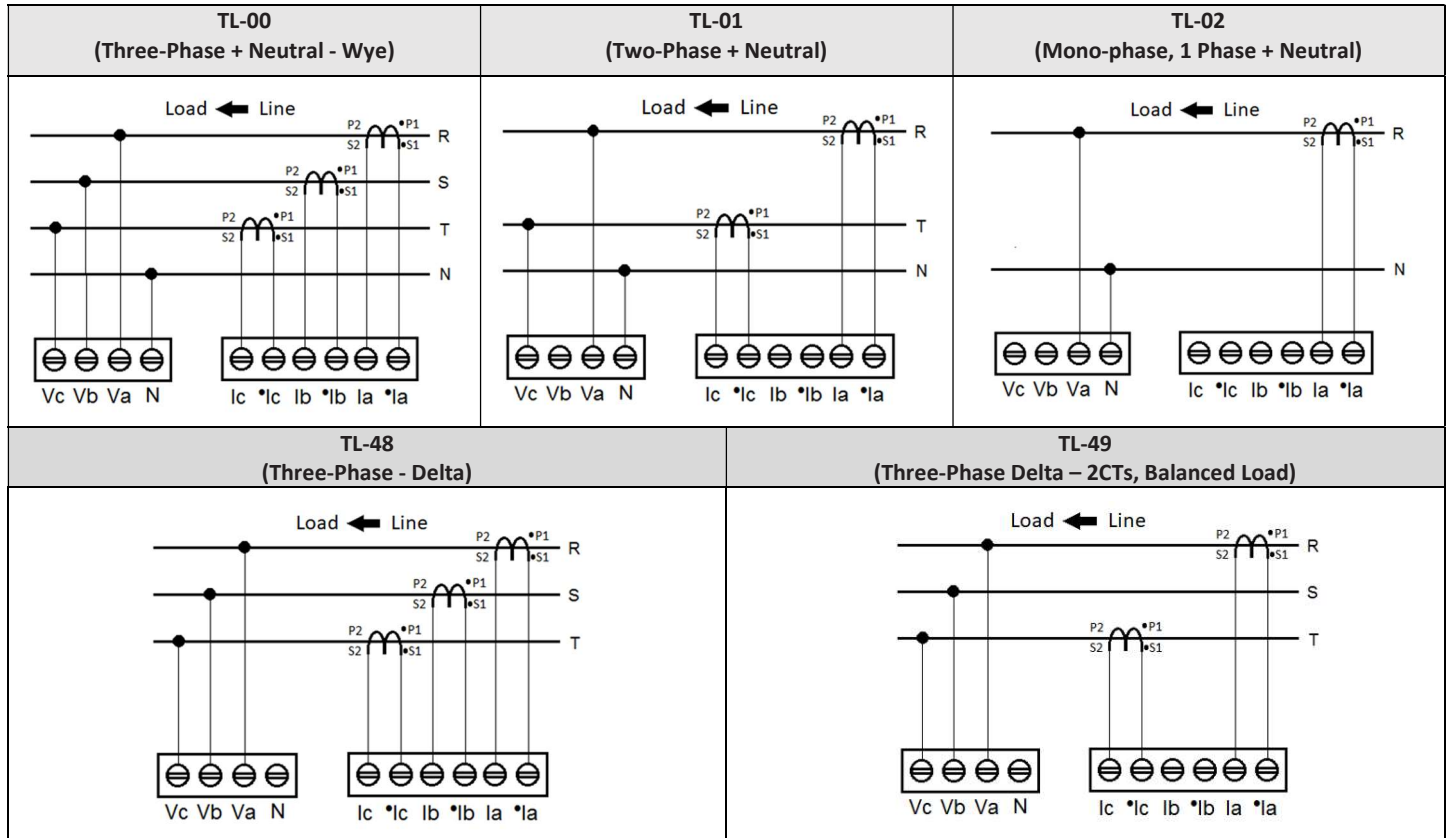 TL-00
(Three-Phase + Neutral - Wye)
Load Line
P2 •P1
S2 •S1 R
P2 •P1
S2 •S1 S
P2 •P1
S2 •S1 T
N
Vc Vb Va N Ic •Ic Ib •Ib Ia •Ia
TL-01
(Two-Phase + Neutral)
Load Line
P2 •P1
S2 •S1 R
P2 •P1
S2 •S1 T
N
Vc Vb Va N Ic •Ic Ib •Ib Ia •Ia
TL-02
(Mono-phase, 1 Phase + Neutral)
Load Line
P2 •P1
S2 •S1 R
N
Vc Vb Va N Ic •Ic Ib •Ib Ia •Ia
TL-48
(Three-Phase - Delta)
Load Line
P2 •P1
S2 •S1 R
P2 •P1
S2 •S1 S
P2 •P1
S2 •S1 T
Vc Vb Va N Ic •Ic Ib •Ib Ia •Ia
TL-49
(Three-Phase Delta – 2CTs, Balanced Load)
Load Line
P2 •P1
S2 •S1 R
S
P2 •P1
S2 •S1 T
Vc Vb Va N Ic •Ic Ib •Ib Ia •Ia